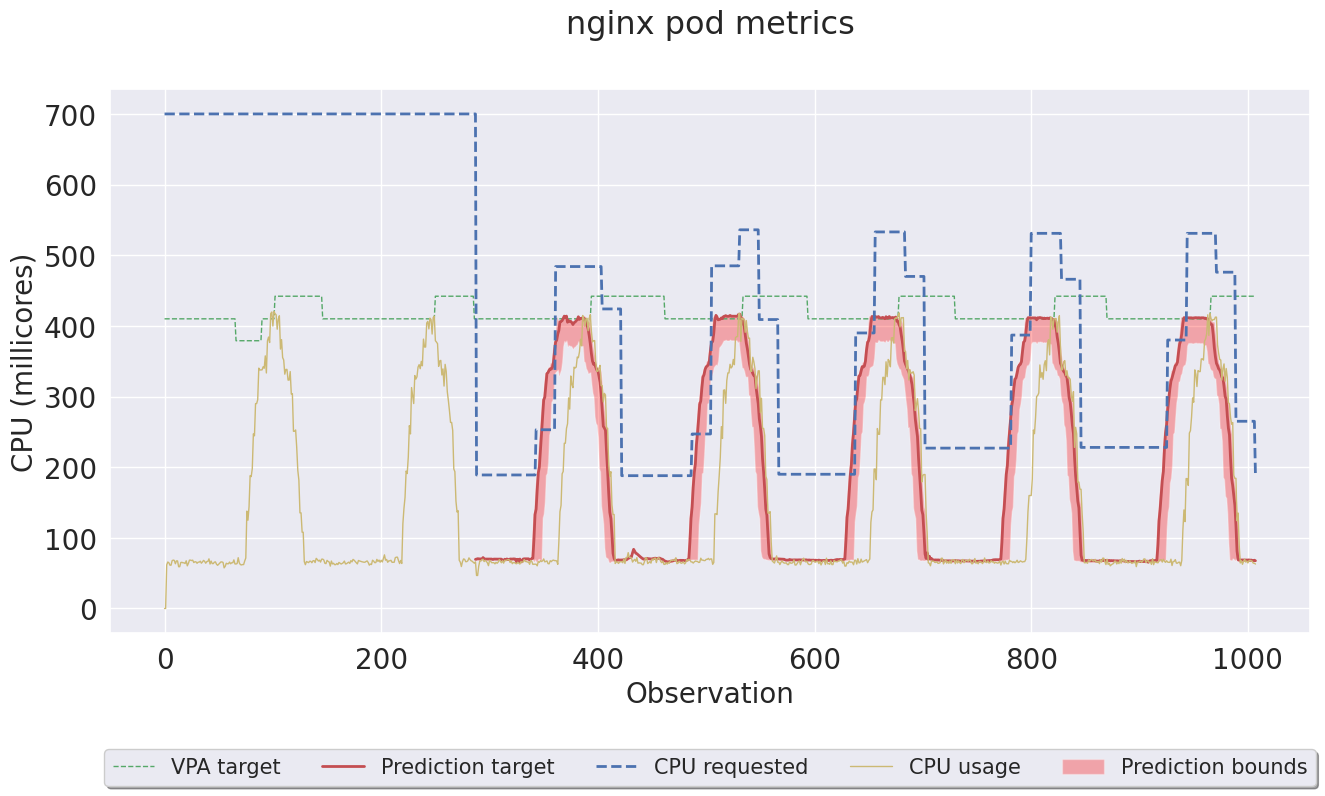 nginx pod metrics
700
600
500
400
300
200
100
0
CPU (millicores)
0 200 400 600 800 1000
Observation
VPA target Prediction target CPU requested CPU usage Prediction bounds